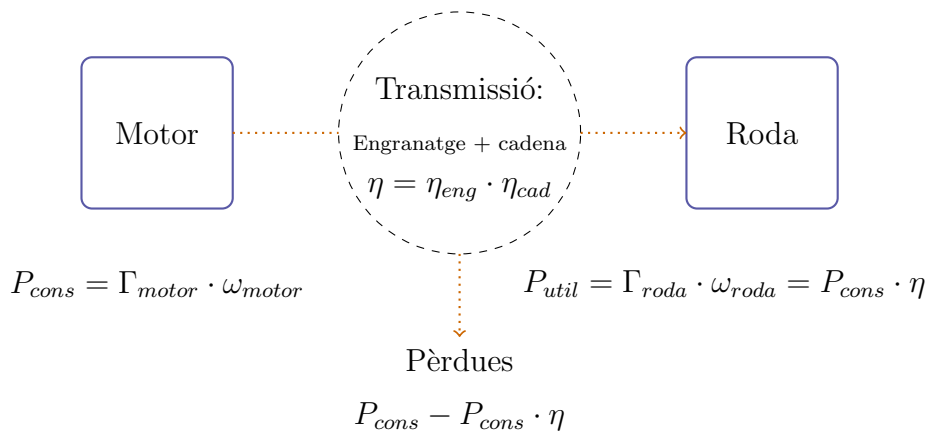 Motor
Transmissió:
Engranatge + cadena
η = η_eng · η_cad
Roda
P_cons = Γ_motor · ω_motor
P_util = Γ_roda · ω_roda = P_cons · η
Pèrdues
P_cons − P_cons · η